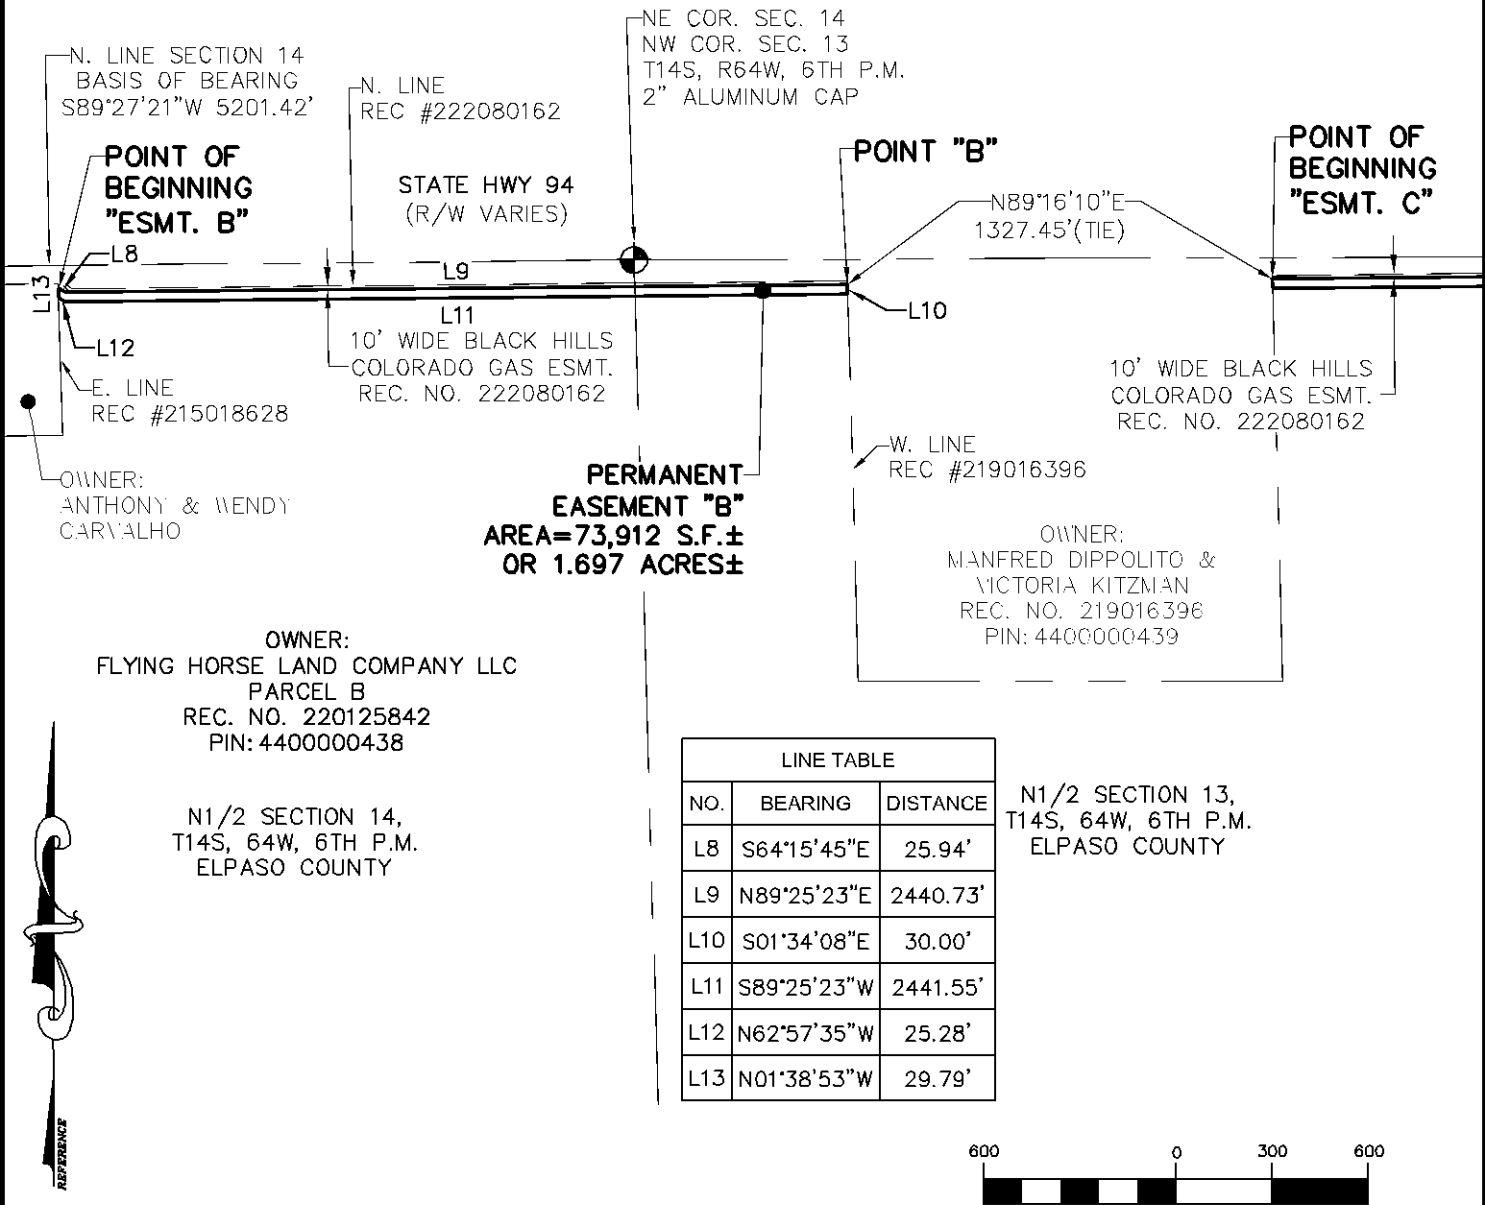 N. LINE SECTION 14
BASIS OF BEARING
S89°27'21"W 5201.42'
N. LINE
REC #222080162
NE COR. SEC. 14
NW COR. SEC. 13
T14S, R64W, 6TH P.M.
2" ALUMINUM CAP
POINT OF
BEGINNING
"ESMT. B"
STATE HWY 94
(R/W VARIES)
POINT "B"
N89°16'10"E
1327.45'(TIE)
POINT OF
BEGINNING
"ESMT. C"
L8
L9
L13
L11
L10
L12
10' WIDE BLACK HILLS
COLORADO GAS ESMT.
REC. NO. 222080162
E. LINE
REC #215018628
10' WIDE BLACK HILLS
COLORADO GAS ESMT.
REC. NO. 222080162
W. LINE
REC #219016396
OWNER:
ANTHONY & WENDY
CARVALHO
PERMANENT
EASEMENT "B"
AREA=73,912 S.F.±
OR 1.697 ACRES±
OWNER:
MANFRED DIPPOLITO &
VICTORIA KITZMAN
REC. NO. 219016396
PIN: 4400000439
OWNER:
FLYING HORSE LAND COMPANY LLC
PARCEL B
REC. NO. 220125842
PIN: 4400000438
N1/2 SECTION 14,
T14S, 64W, 6TH P.M.
ELPASO COUNTY
LINE TABLE
NO. BEARING DISTANCE
L8 S64°15'45"E 25.94'
L9 N89°25'23"E 2440.73'
L10 S01°34'08"E 30.00'
L11 S89°25'23"W 2441.55'
L12 N62°57'35"W 25.28'
L13 N01°38'53"W 29.79'
N1/2 SECTION 13,
T14S, 64W, 6TH P.M.
ELPASO COUNTY
REFERENCE
600 0 300 600